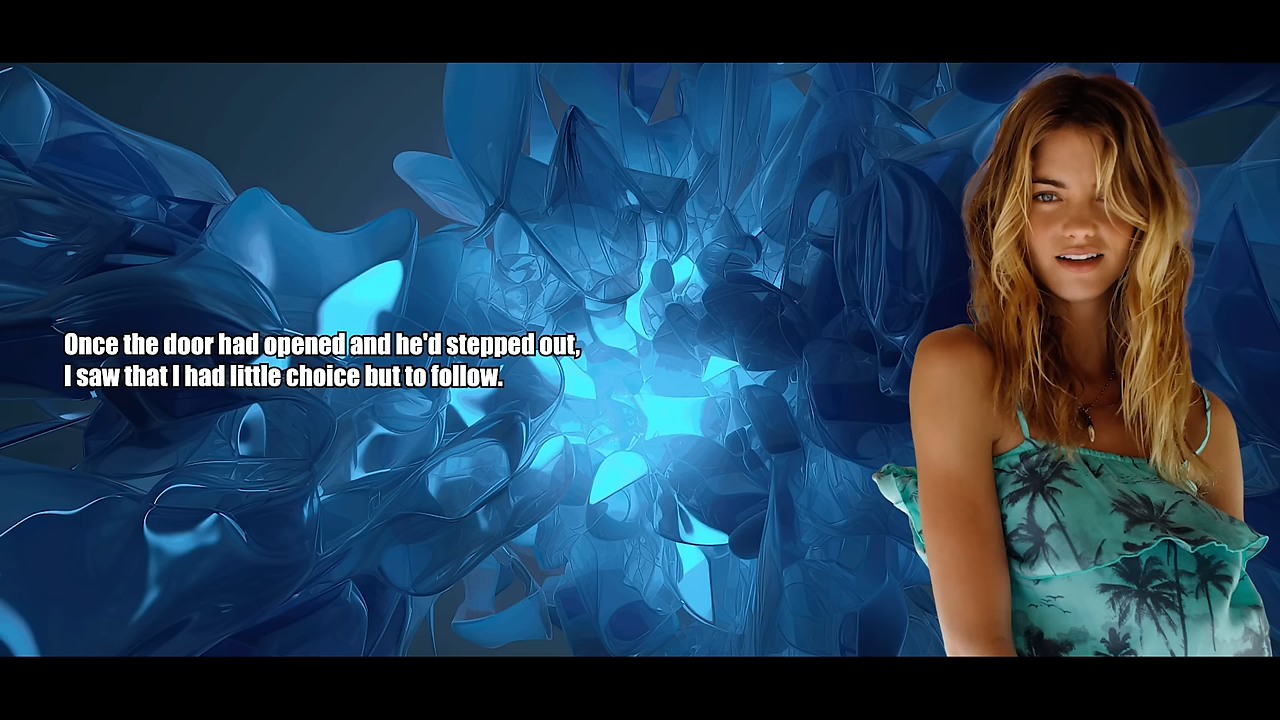 Once the door had opened and he'd stepped out,
I saw that I had little choice but to follow.